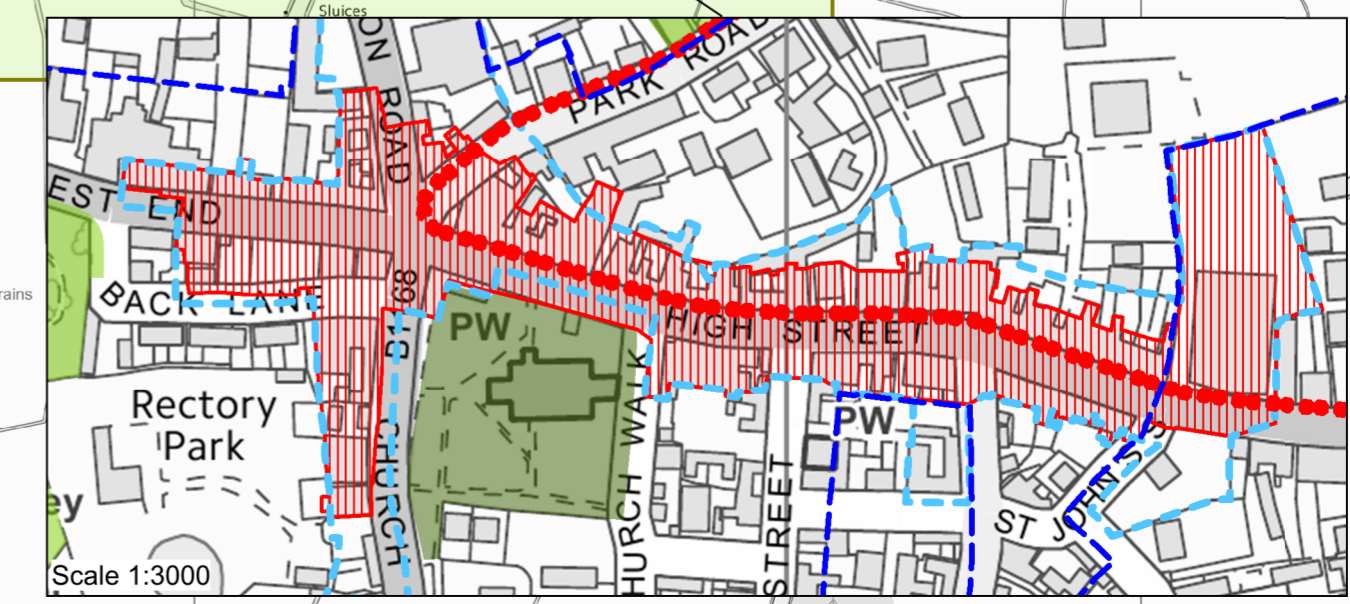 Sluices
ON ROAD
PARK ROAD
EST END
BACK LANE
rains
B1499
PW
HIGH STREET
Rectory
Park
CHURCH
HURCH WALK
STREET
PW
ST JOHN S
ey
Scale 1:3000